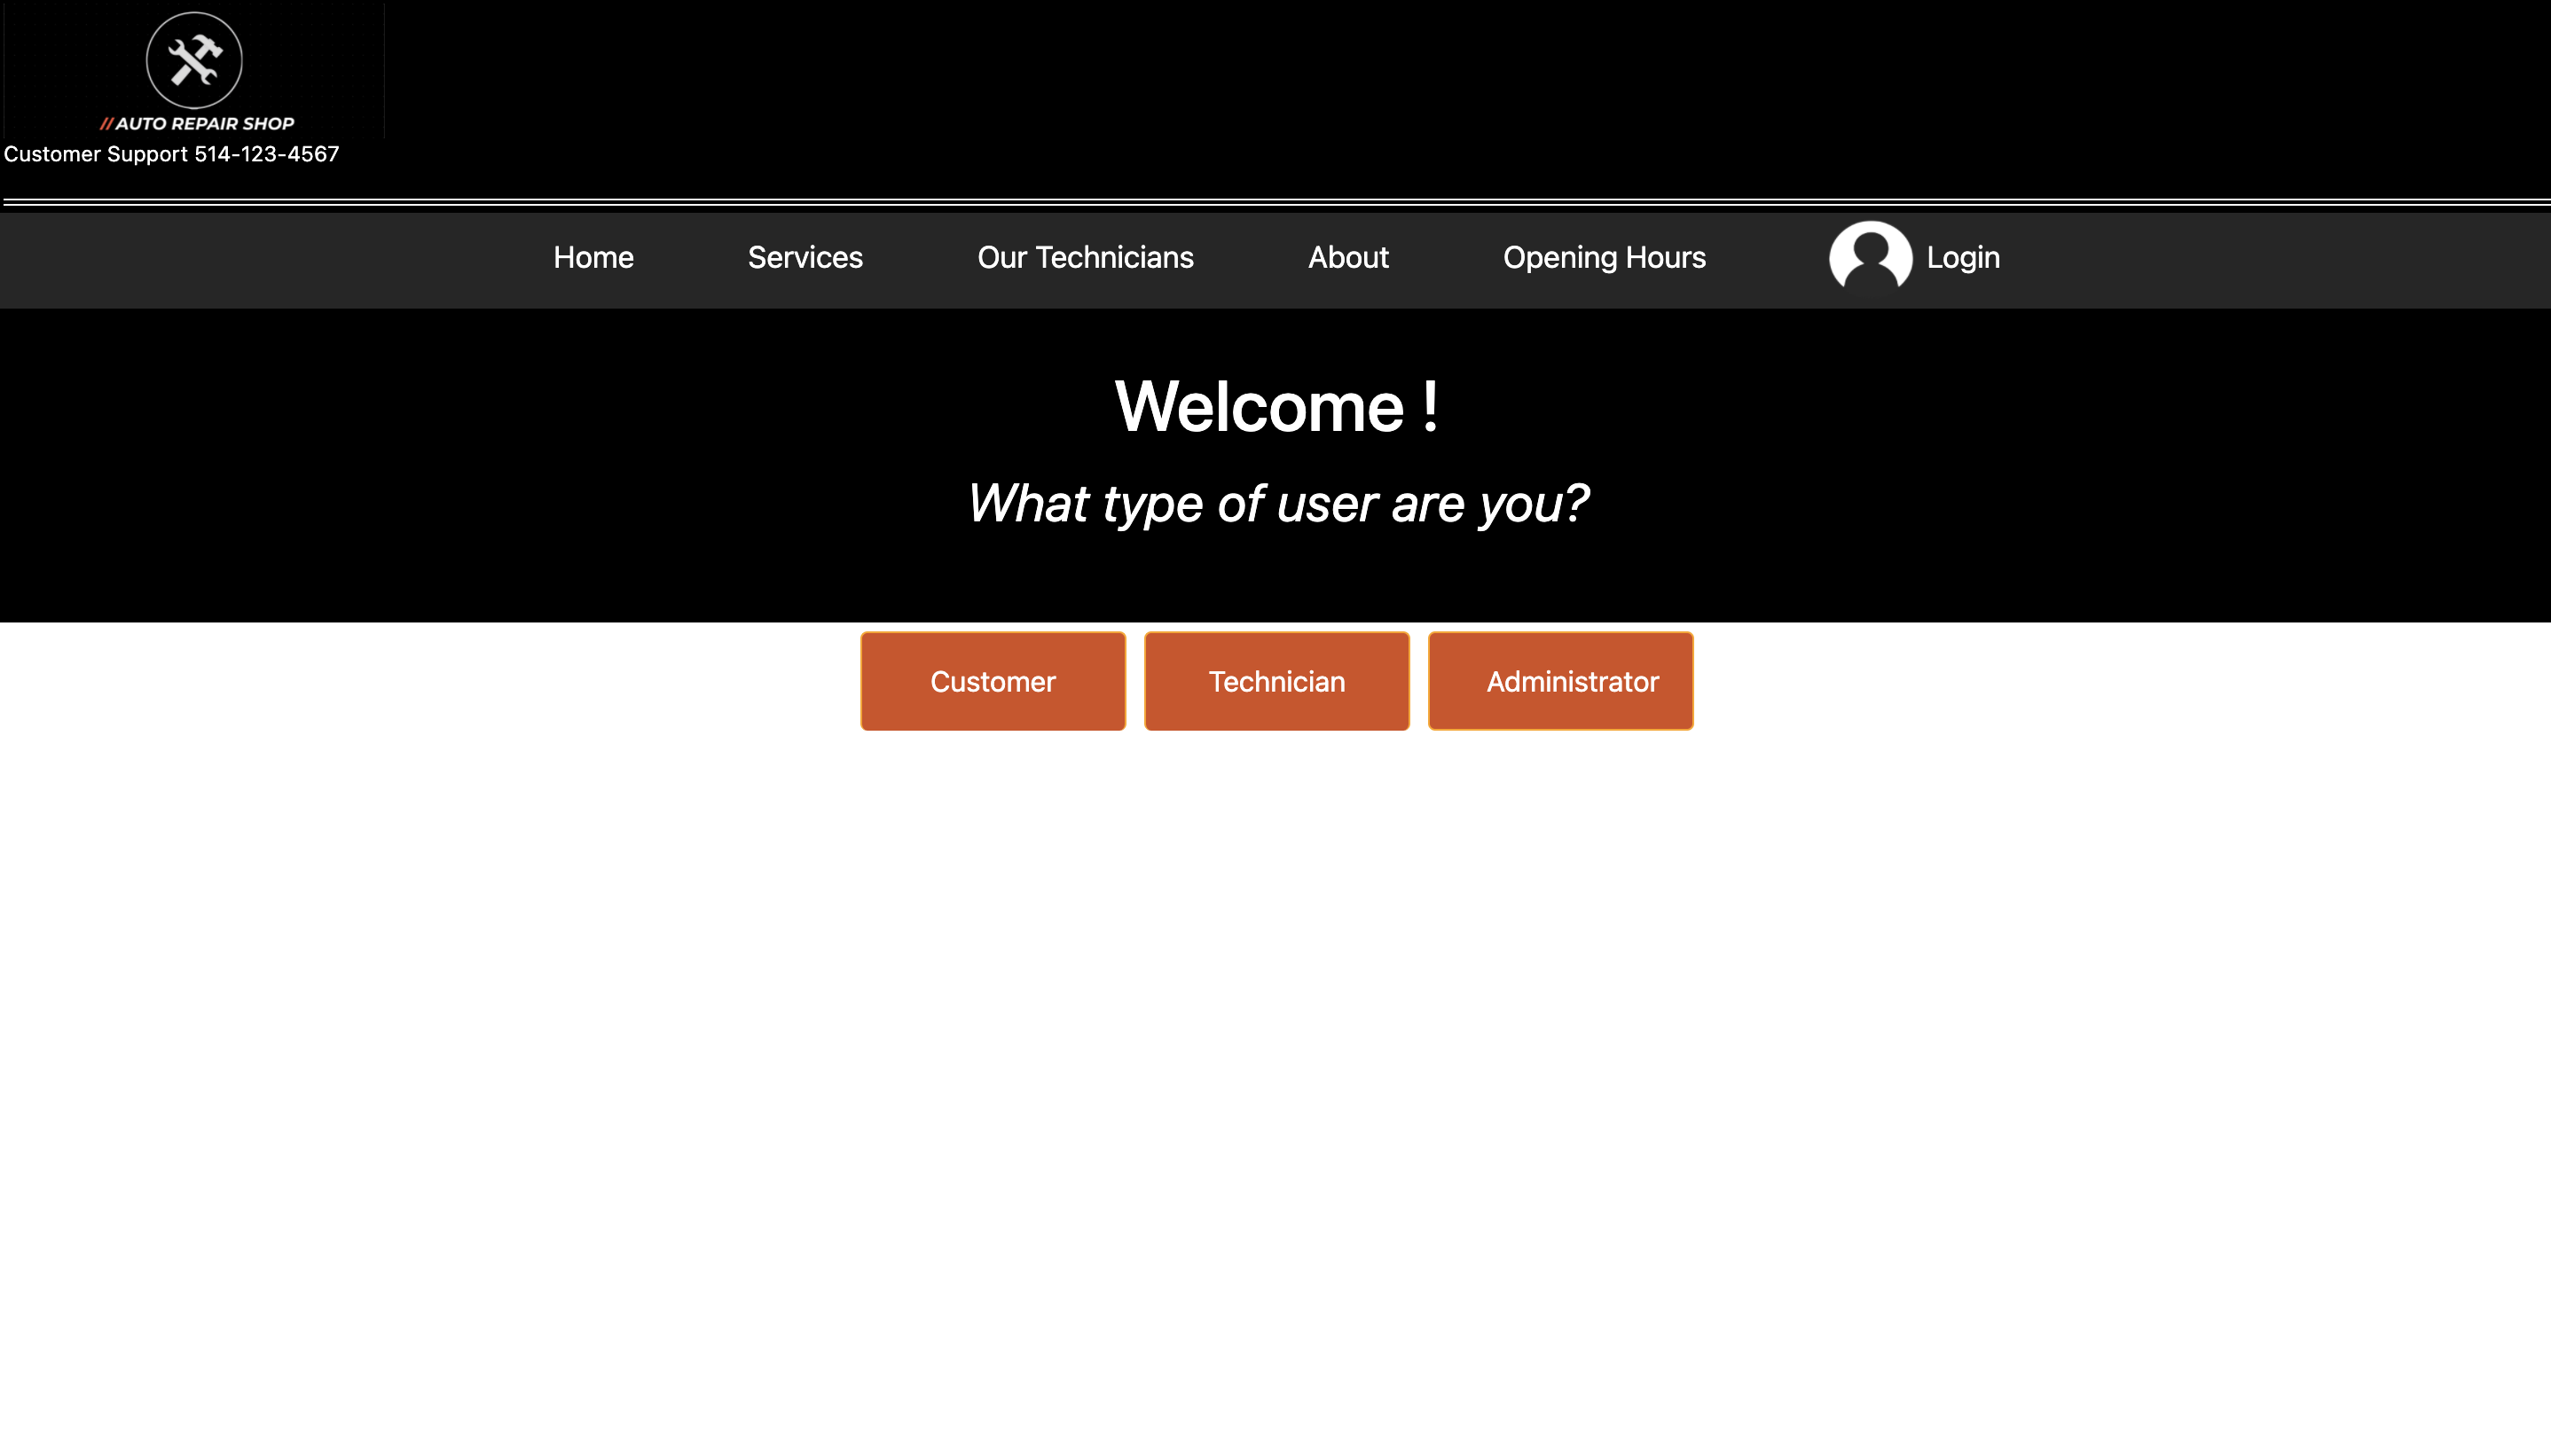 //AUTO REPAIR SHOP
Customer Support 514-123-4567
Home Services Our Technicians About Opening Hours Login
Welcome !
What type of user are you?
Customer Technician Administrator